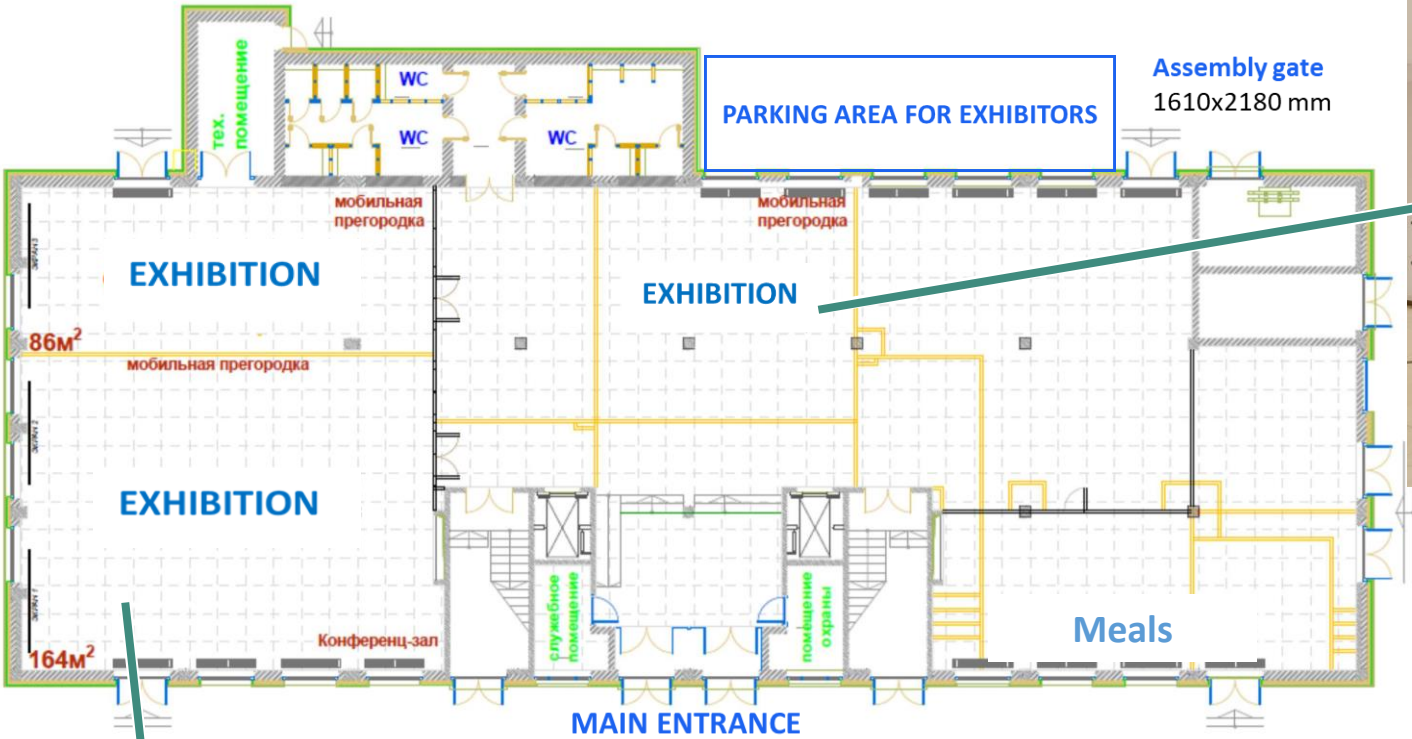 тех.
помещение
WC
WC
WC
PARKING AREA FOR EXHIBITORS
Assembly gate
1610x2180 mm
мобильная
прегородка
мобильная
прегородка
EXHIBITION
EXHIBITION
86м²
мобильная прегородка
EXHIBITION
164м²
Конференц-зал
служебное
помещение
помещение
охраны
Meals
MAIN ENTRANCE